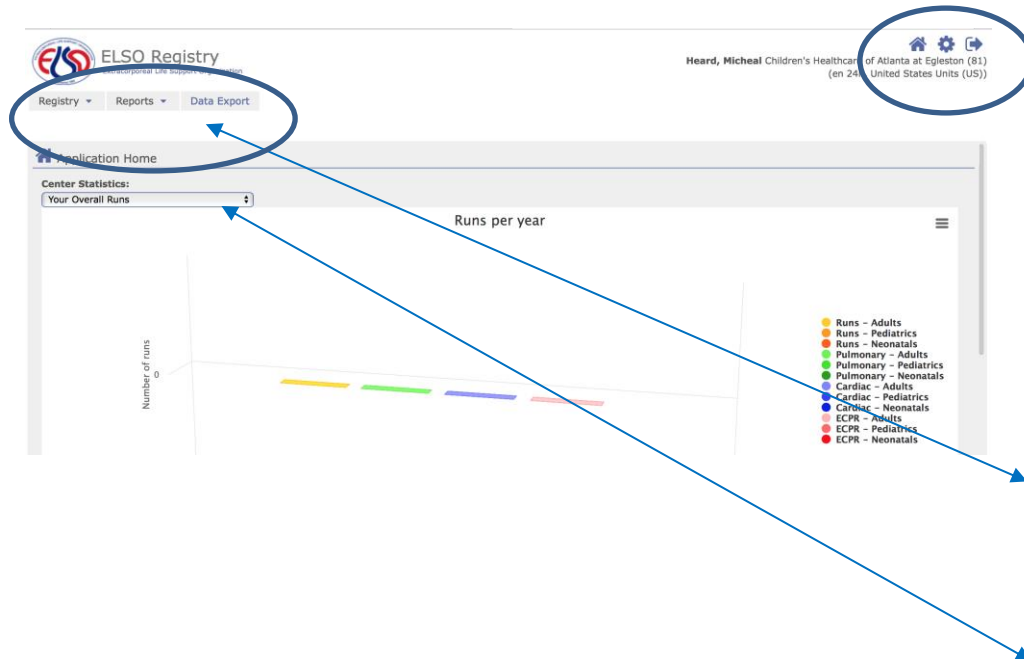 ELSO Registry
Extracorporeal Life Support Organization
Heard, Micheal Children's Healthcare of Atlanta at Egleston (81)
(en 24h, United States Units (US))
Registry Reports Data Export
Application Home
Center Statistics:
Your Overall Runs
Runs per year
Number of runs
0
Runs – Adults
Runs – Pediatrics
Runs – Neonatals
Pulmonary – Adults
Pulmonary – Pediatrics
Pulmonary – Neonatals
Cardiac – Adults
Cardiac – Pediatrics
Cardiac – Neonatals
ECPR – Adults
ECPR – Pediatrics
ECPR – Neonatals